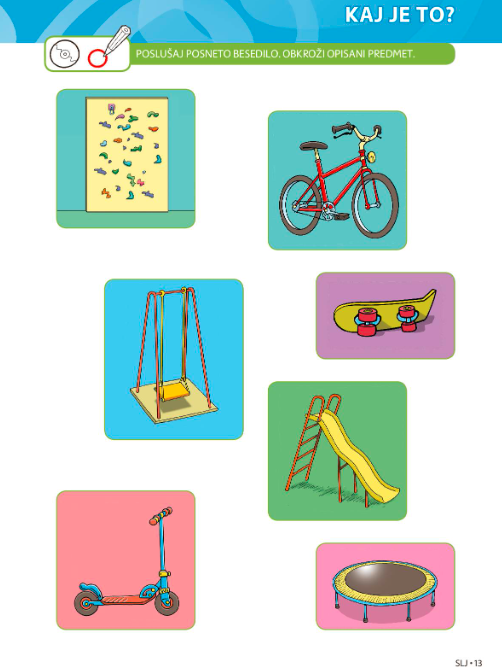 KAJ JE TO?
POSLUŠAJ POSNETO BESEDILO. OBKROŽI OPISANI PREDMET.
SLJ • 13